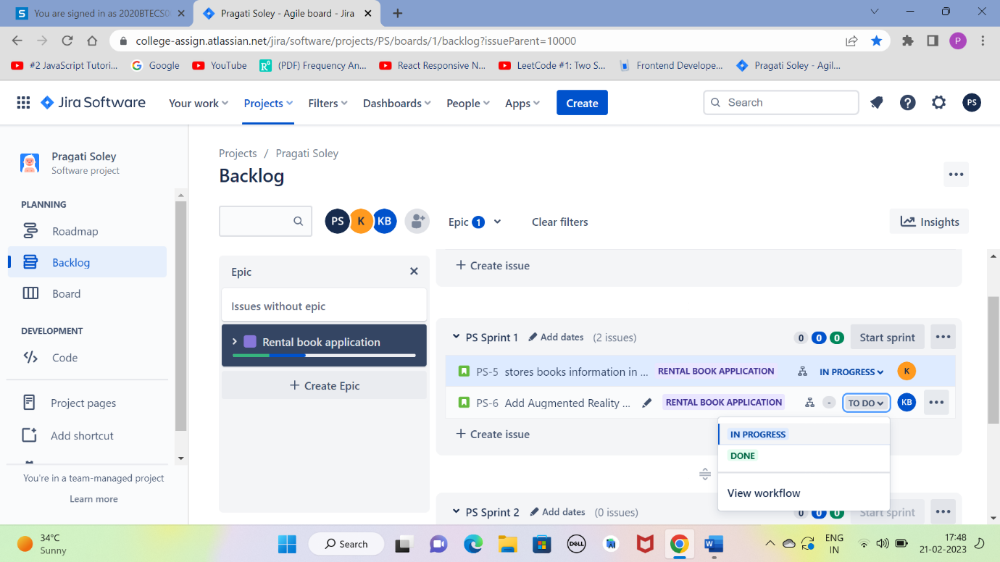 You are signed in as 2020BTECS0
Pragati Soley - Agile board - Jira
college-assign.atlassian.net/jira/software/projects/PS/boards/1/backlog?issueParent=10000
P
#2 JavaScript Tutori...
Google
YouTube
(PDF) Frequency An...
React Responsive N...
LeetCode #1: Two S...
Frontend Develope...
Pragati Soley - Agil...
Jira Software
Your work
Projects
Filters
Dashboards
People
Apps
Create
Search
PS
Pragati Soley
Software project
PLANNING
Roadmap
Backlog
Board
DEVELOPMENT
Code
Project pages
Add shortcut
You're in a team-managed project
Learn more
Projects / Pragati Soley
Backlog
PS K KB
Epic 1
Clear filters
Insights
Epic
Issues without epic
Rental book application
+ Create Epic
+ Create issue
PS Sprint 1 Add dates (2 issues) 0 0 0 Start sprint
PS-5 stores books information in ... RENTAL BOOK APPLICATION IN PROGRESS K
PS-6 Add Augmented Reality ... RENTAL BOOK APPLICATION - TO DO KB
+ Create issue
IN PROGRESS
DONE
View workflow
PS Sprint 2 Add dates (0 issues) 0 0 0 Start sprint
34°C
Sunny
Search
DELL
ENG
IN
17:48
21-02-2023